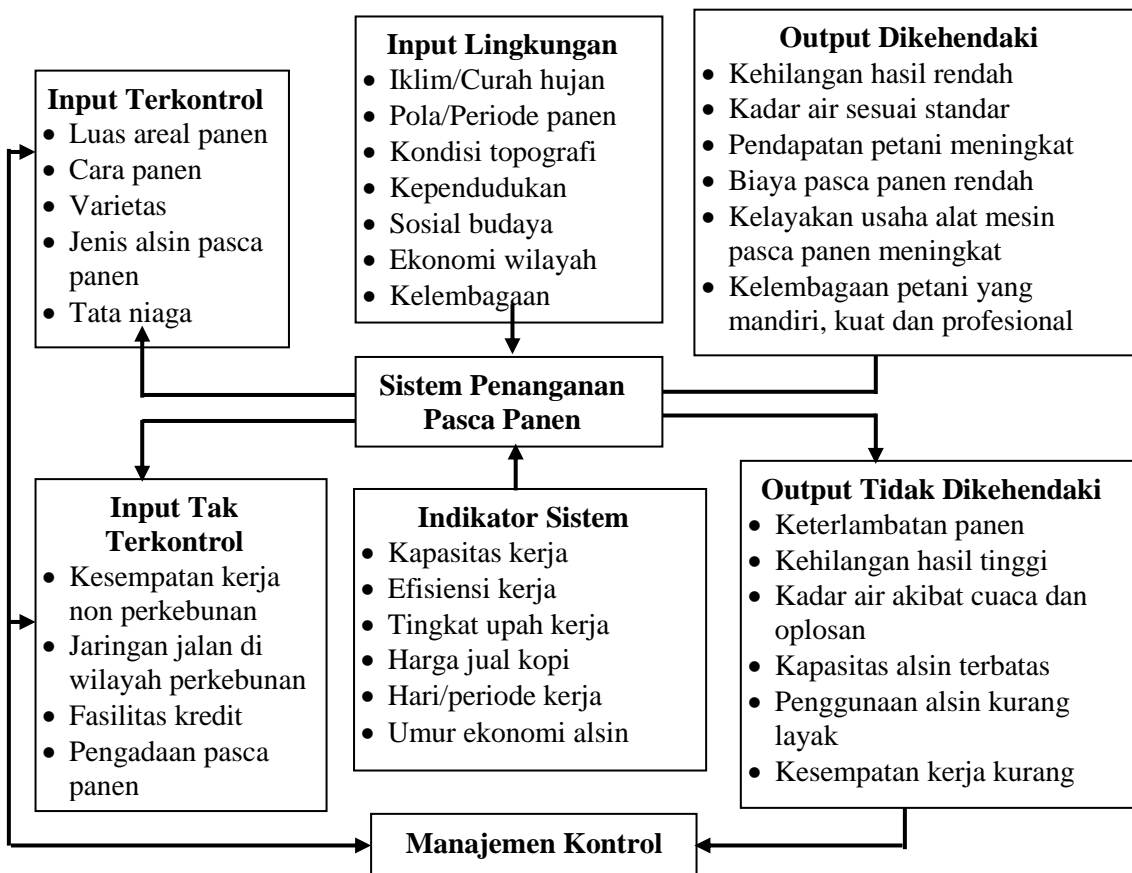 Input Terkontrol
• Luas areal panen
• Cara panen
• Varietas
• Jenis alsin pasca
panen
• Tata niaga
Input Lingkungan
• Iklim/Curah hujan
• Pola/Periode panen
• Kondisi topografi
• Kependudukan
• Sosial budaya
• Ekonomi wilayah
• Kelembagaan
Output Dikehendaki
• Kehilangan hasil rendah
• Kadar air sesuai standar
• Pendapatan petani meningkat
• Biaya pasca panen rendah
• Kelayakan usaha alat mesin
pasca panen meningkat
• Kelembagaan petani yang
mandiri, kuat dan profesional
Sistem Penanganan
Pasca Panen
Input Tak
Terkontrol
• Kesempatan kerja
non perkebunan
• Jaringan jalan di
wilayah perkebunan
• Fasilitas kredit
• Pengadaan pasca
panen
Indikator Sistem
• Kapasitas kerja
• Efisiensi kerja
• Tingkat upah kerja
• Harga jual kopi
• Hari/periode kerja
• Umur ekonomi alsin
Output Tidak Dikehendaki
• Keterlambatan panen
• Kehilangan hasil tinggi
• Kadar air akibat cuaca dan
oplosan
• Kapasitas alsin terbatas
• Penggunaan alsin kurang
layak
• Kesempatan kerja kurang
Manajemen Kontrol